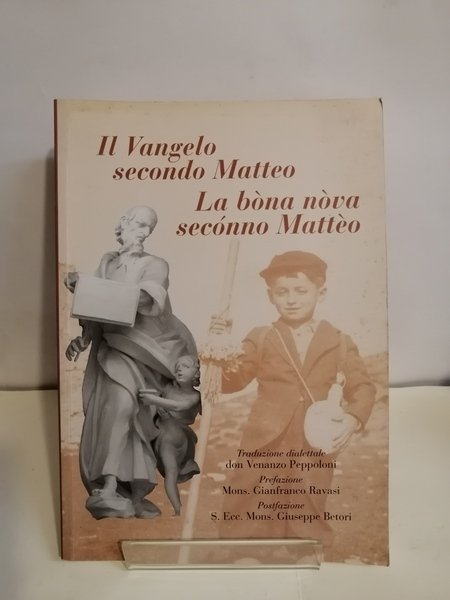 Il Vangelo
secondo Matteo
La bòna nòva
secónno Mattèo
Traduzione dialettale
don Venanzo Peppoloni
Prefazione
Mons. Gianfranco Ravasi
Postfazione
S. Ecc. Mons. Giuseppe Betori